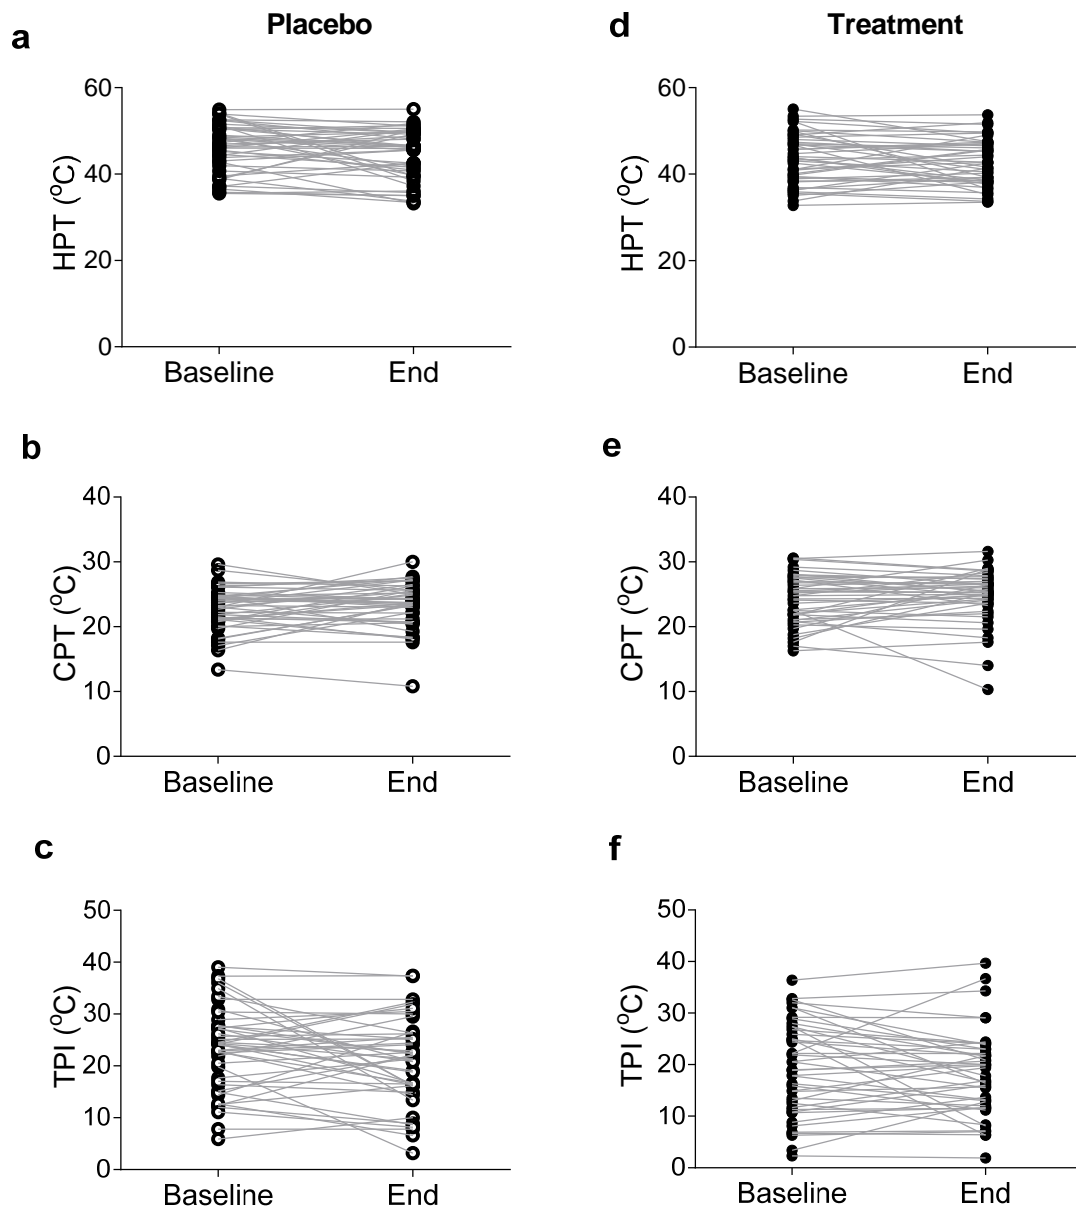 a
Placebo
HPT (°C)
60
40
20
0
Baseline End
d
Treatment
HPT (°C)
60
40
20
0
Baseline End
b
CPT (°C)
40
30
20
10
0
Baseline End
e
CPT (°C)
40
30
20
10
0
Baseline End
c
TPI (°C)
50
40
30
20
10
0
Baseline End
f
TPI (°C)
50
40
30
20
10
0
Baseline End